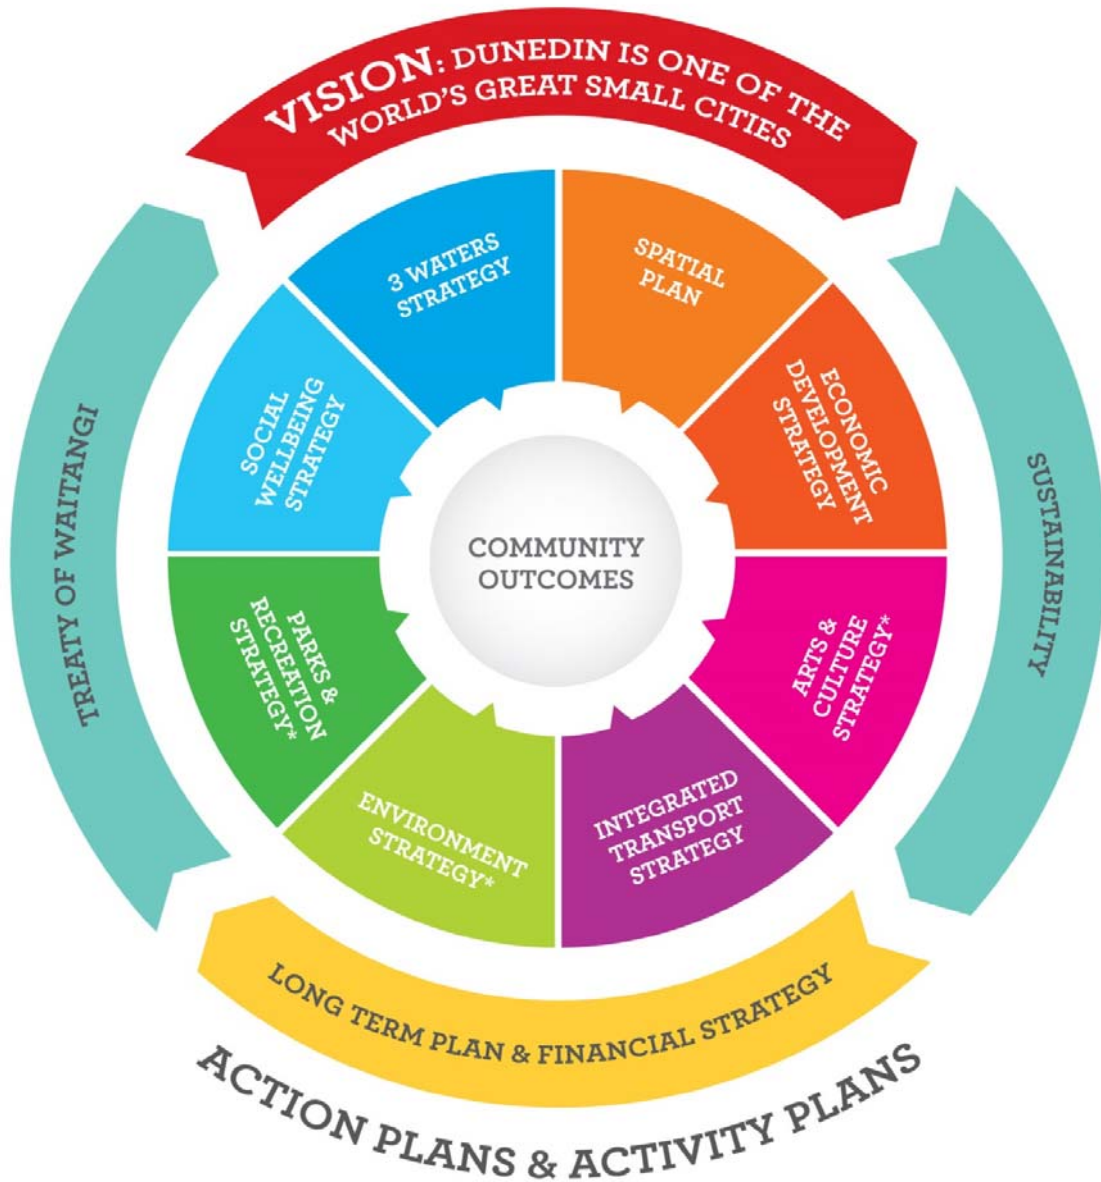 VISION: DUNEDIN IS ONE OF THE
WORLD'S GREAT SMALL CITIES
3 WATERS
STRATEGY
SPATIAL
PLAN
ECONOMIC
DEVELOPMENT
STRATEGY
ARTS &
CULTURE
STRATEGY*
INTEGRATED
TRANSPORT
STRATEGY
ENVIRONMENT
STRATEGY*
PARKS &
RECREATION
STRATEGY*
SOCIAL
WELLBEING
STRATEGY
COMMUNITY
OUTCOMES
TREATY OF WAITANGI
SUSTAINABILITY
LONG TERM PLAN & FINANCIAL STRATEGY
ACTION PLANS & ACTIVITY PLANS